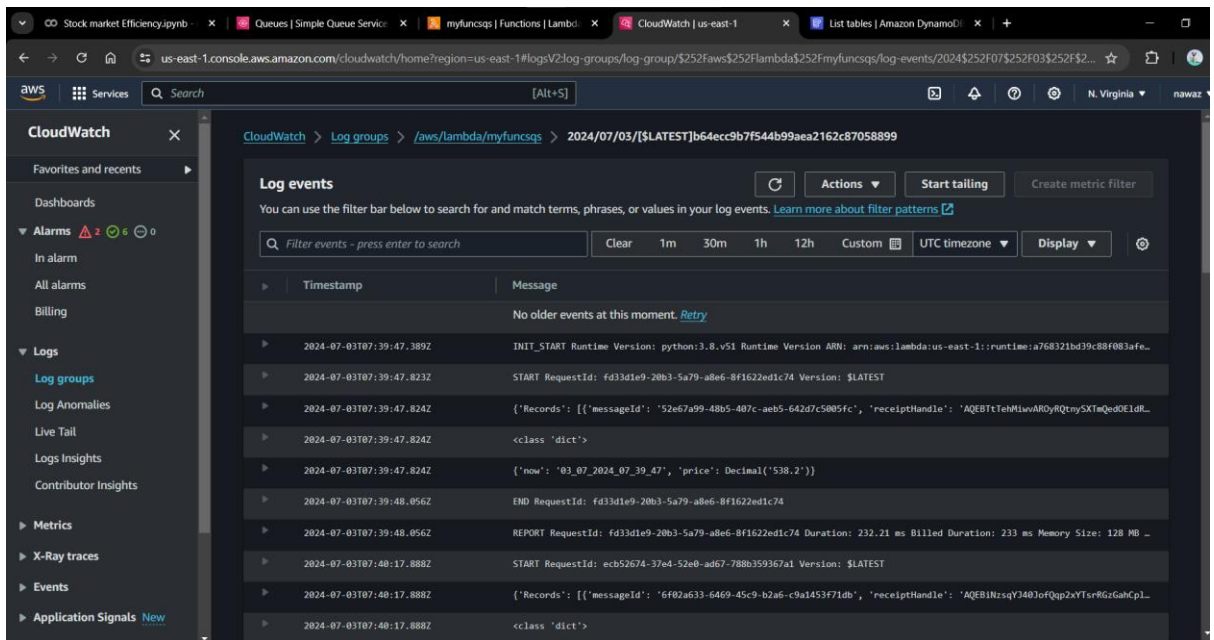 Stock market Efficiency.ipynb -
Queues | Simple Queue Service
myfuncsqs | Functions | Lambda
CloudWatch | us-east-1
List tables | Amazon DynamoDB
us-east-1.console.aws.amazon.com/cloudwatch/home?region=us-east-1#logsV2:log-groups/log-group/$252Faws$252Flambda$252Fmyfuncsqs/log-events/2024$252F07$252F03$252F$2...
aws Services Search [Alt+S] N. Virginia ▼ nawaz
CloudWatch
Favorites and recents
Dashboards
Alarms 2 6 0
In alarm
All alarms
Billing
Logs
Log groups
Log Anomalies
Live Tail
Logs Insights
Contributor Insights
Metrics
X-Ray traces
Events
Application Signals New
CloudWatch > Log groups > /aws/lambda/myfuncsqs > 2024/07/03/[$LATEST]b64ecc9b7f544b99aea2162c87058899
Log events
Actions ▼ Start tailing Create metric filter
You can use the filter bar below to search for and match terms, phrases, or values in your log events. Learn more about filter patterns
Filter events - press enter to search Clear 1m 30m 1h 12h Custom UTC timezone ▼ Display ▼
Timestamp Message
No older events at this moment. Retry
2024-07-03T07:39:47.389Z INIT_START Runtime Version: python:3.8.v51 Runtime Version ARN: arn:aws:lambda:us-east-1::runtime:a768321bd39c88f083afe…
2024-07-03T07:39:47.823Z START RequestId: fd33d1e9-20b3-5a79-a8e6-8f1622ed1c74 Version: $LATEST
2024-07-03T07:39:47.824Z {'Records': [{'messageId': '52e67a99-48b5-407c-aeb5-642d7c5005fc', 'receiptHandle': 'AQEBTtTehMiwvAROyRQtnySXTmQedOEldR…
2024-07-03T07:39:47.824Z <class 'dict'>
2024-07-03T07:39:47.824Z {'now': '03_07_2024_07_39_47', 'price': Decimal('538.2')}
2024-07-03T07:39:48.056Z END RequestId: fd33d1e9-20b3-5a79-a8e6-8f1622ed1c74
2024-07-03T07:39:48.056Z REPORT RequestId: fd33d1e9-20b3-5a79-a8e6-8f1622ed1c74 Duration: 232.21 ms Billed Duration: 233 ms Memory Size: 128 MB …
2024-07-03T07:40:17.888Z START RequestId: ecb52674-37e4-52e0-ad67-788b359367a1 Version: $LATEST
2024-07-03T07:40:17.888Z {'Records': [{'messageId': '6f02a633-6469-45c9-b2a6-c9a1453f71db', 'receiptHandle': 'AQEBiNzsqYJ40JofQqp2xYTsrRGzGahCpl…
2024-07-03T07:40:17.888Z <class 'dict'>